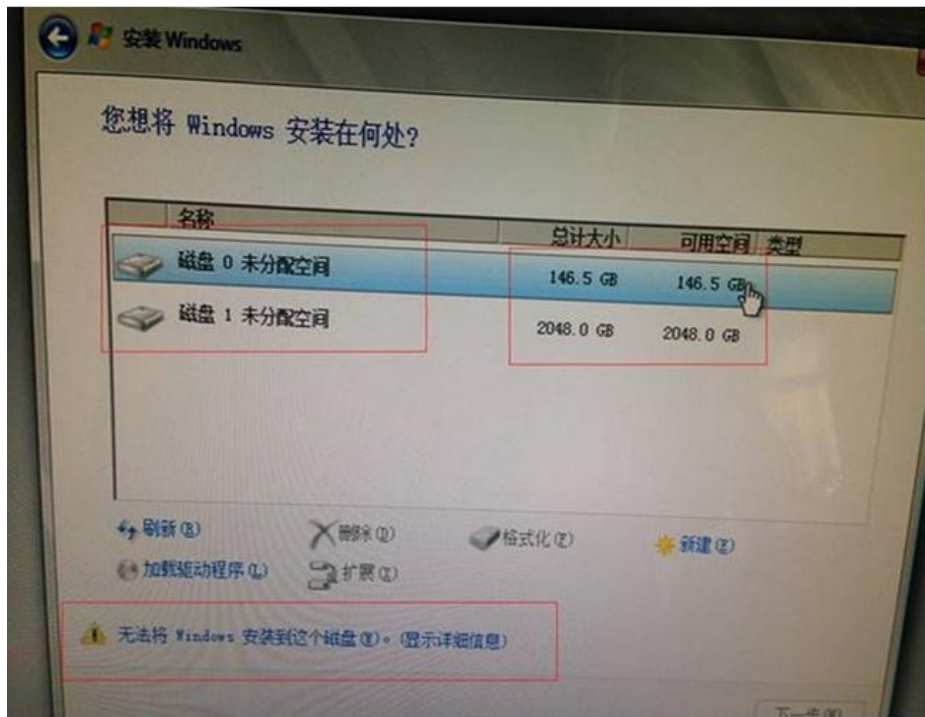 安装 Windows
您想将 Windows 安装在何处?
名称 总计大小 可用空间 类型
磁盘 0 未分配空间 146.5 GB 146.5 GB
磁盘 1 未分配空间 2048.0 GB 2048.0 GB
刷新(R) 删除(D) 格式化(F) 新建(E)
加载驱动程序(L) 扩展(X)
无法将 Windows 安装到这个磁盘(W)。(显示详细信息)
下一步(N)